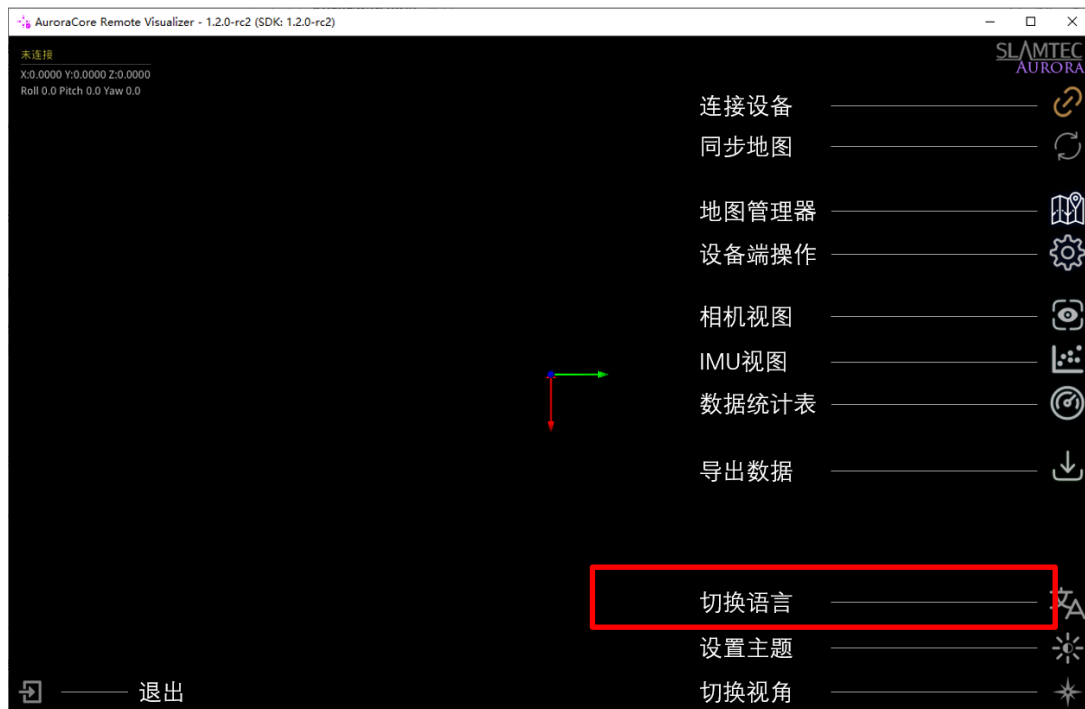 AuroraCore Remote Visualizer - 1.2.0-rc2 (SDK: 1.2.0-rc2)
未连接
X:0.0000 Y:0.0000 Z:0.0000
Roll 0.0 Pitch 0.0 Yaw 0.0
SLAMTEC
AURORA
连接设备
同步地图
地图管理器
设备端操作
相机视图
IMU视图
数据统计表
导出数据
切换语言
设置主题
切换视角
退出